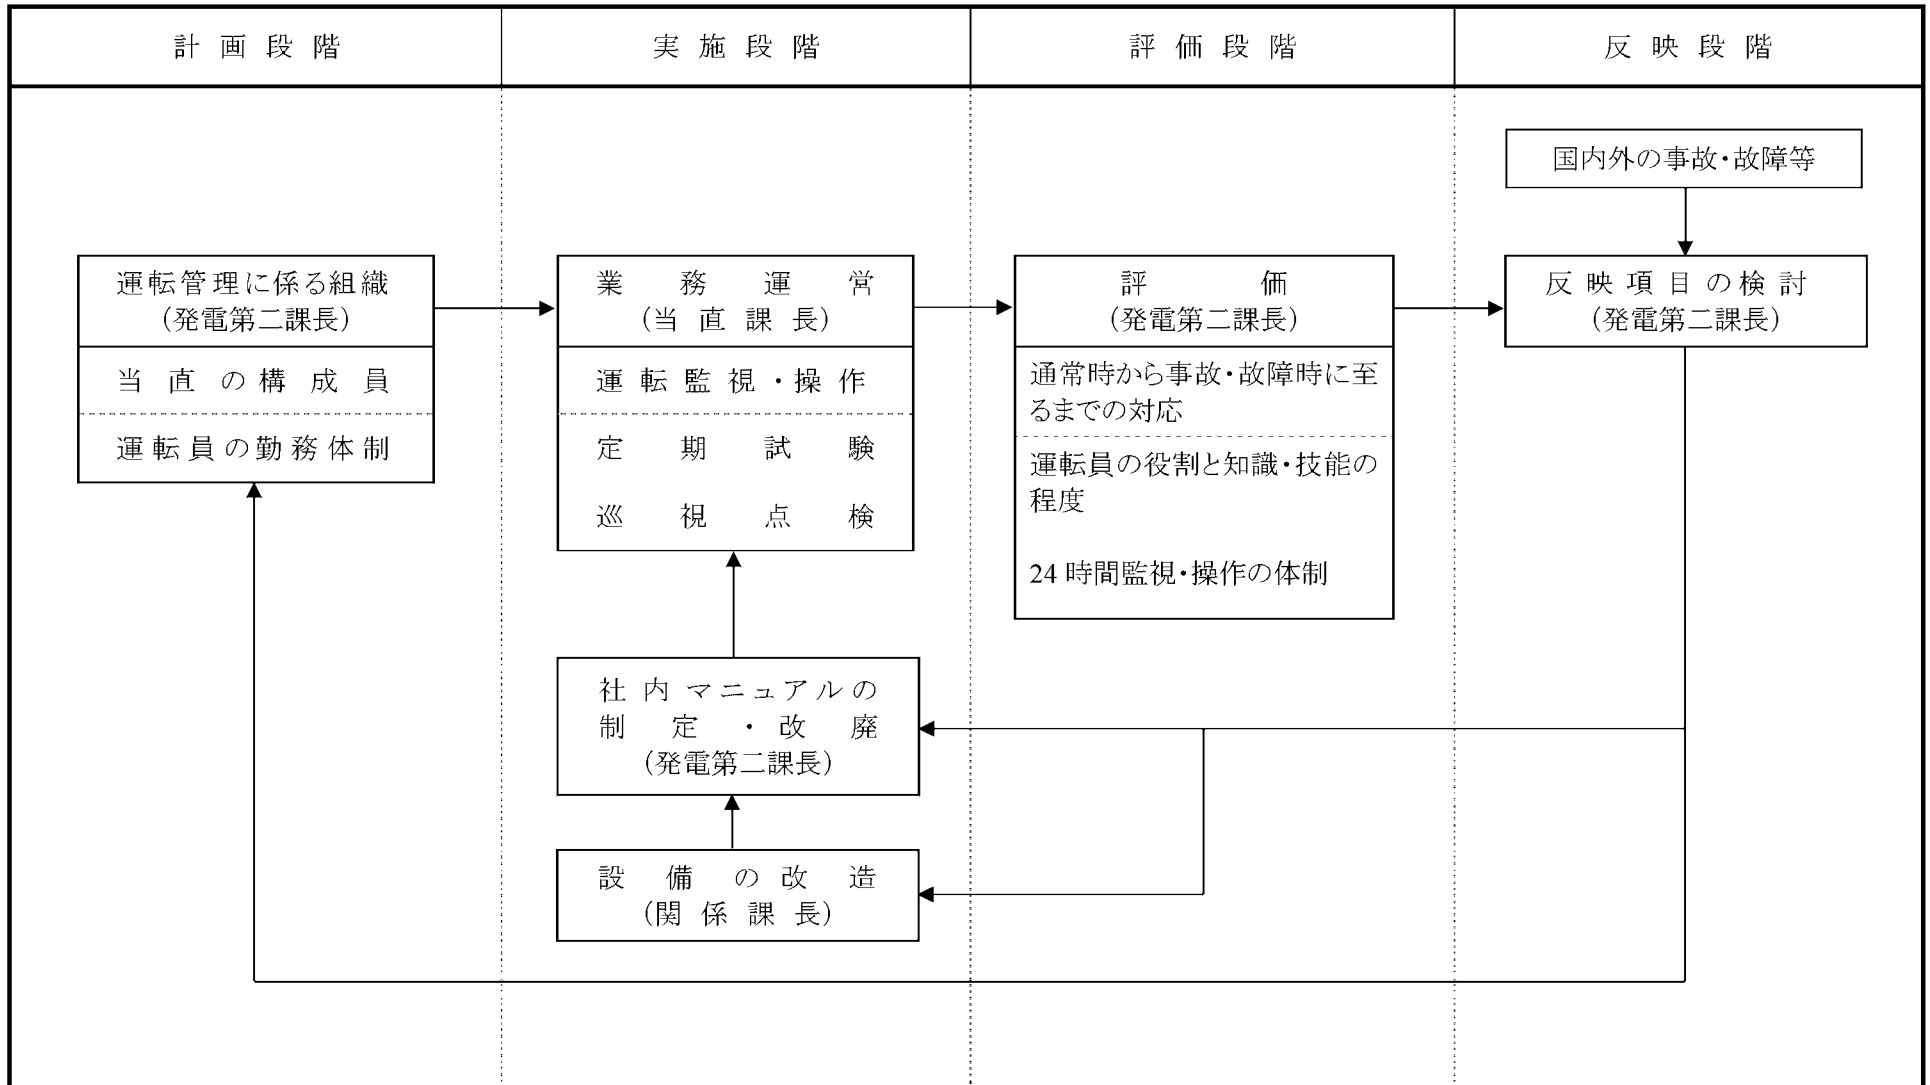 計画段階
実施段階
評価段階
反映段階
国内外の事故・故障等
運転管理に係る組織
(発電第二課長)
当直の構成員
運転員の勤務体制
業務運営
(当直課長)
運転監視・操作
定期試験
巡視点検
評価
(発電第二課長)
通常時から事故・故障時に至
るまでの対応
運転員の役割と知識・技能の
程度
24時間監視・操作の体制
反映項目の検討
(発電第二課長)
社内マニュアルの
制定・改廃
(発電第二課長)
設備の改造
(関係課長)